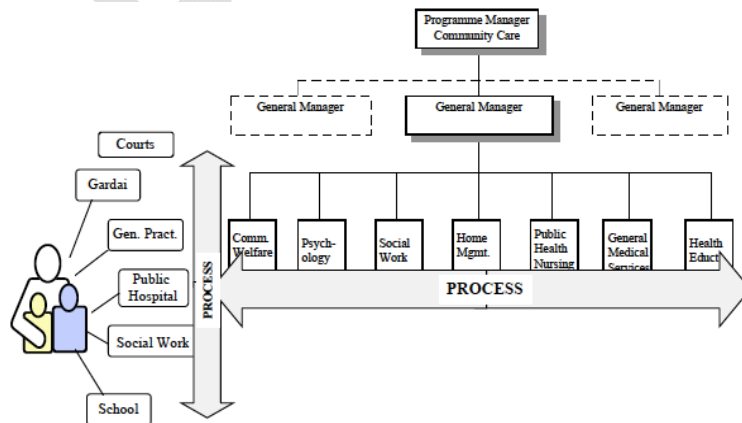 Programme Manager
Community Care
General Manager
General Manager
General Manager
Courts
Gardai
Gen. Pract.
Public
Hospital
Social Work
School
PROCESS
Comm.
Welfare
Psych-
ology
Social
Work
Home
Mgmt.
Public
Health
Nursing
General
Medical
Services
Health
Educt
PROCESS